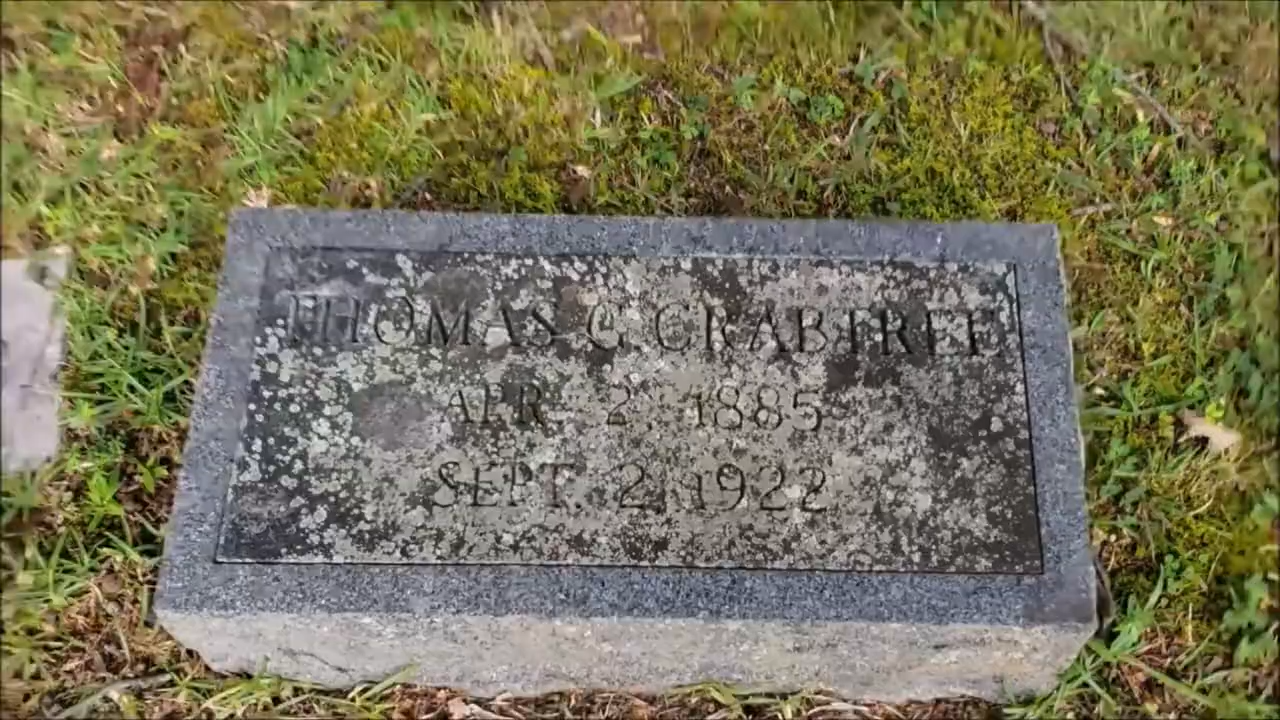 THOMAS C. CRABTREE
APR. 2, 1885
SEPT. 2, 1922